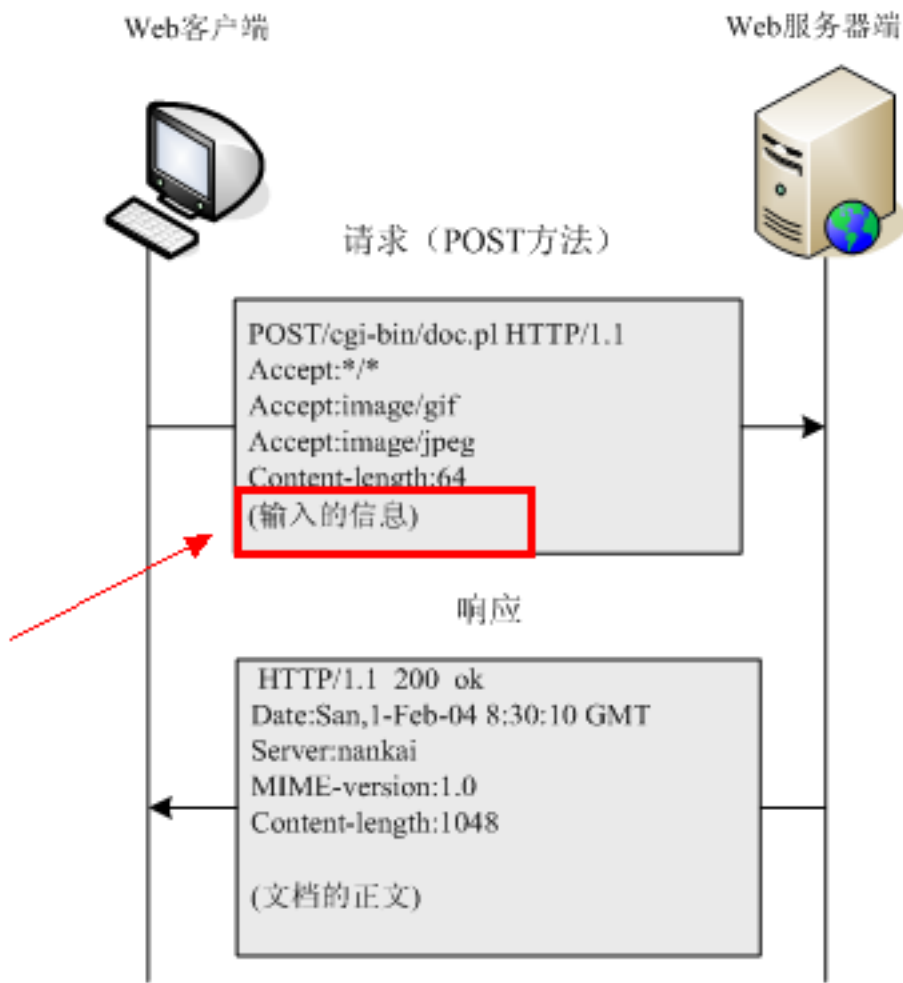 Web客户端
Web服务器端
请求（POST方法）
POST/cgi-bin/doc.pl HTTP/1.1
Accept:*/*
Accept:image/gif
Accept:image/jpeg
Content-length:64
(输入的信息)
响应
HTTP/1.1 200 ok
Date:San,1-Feb-04 8:30:10 GMT
Server:nankai
MIME-version:1.0
Content-length:1048
(文档的正文)